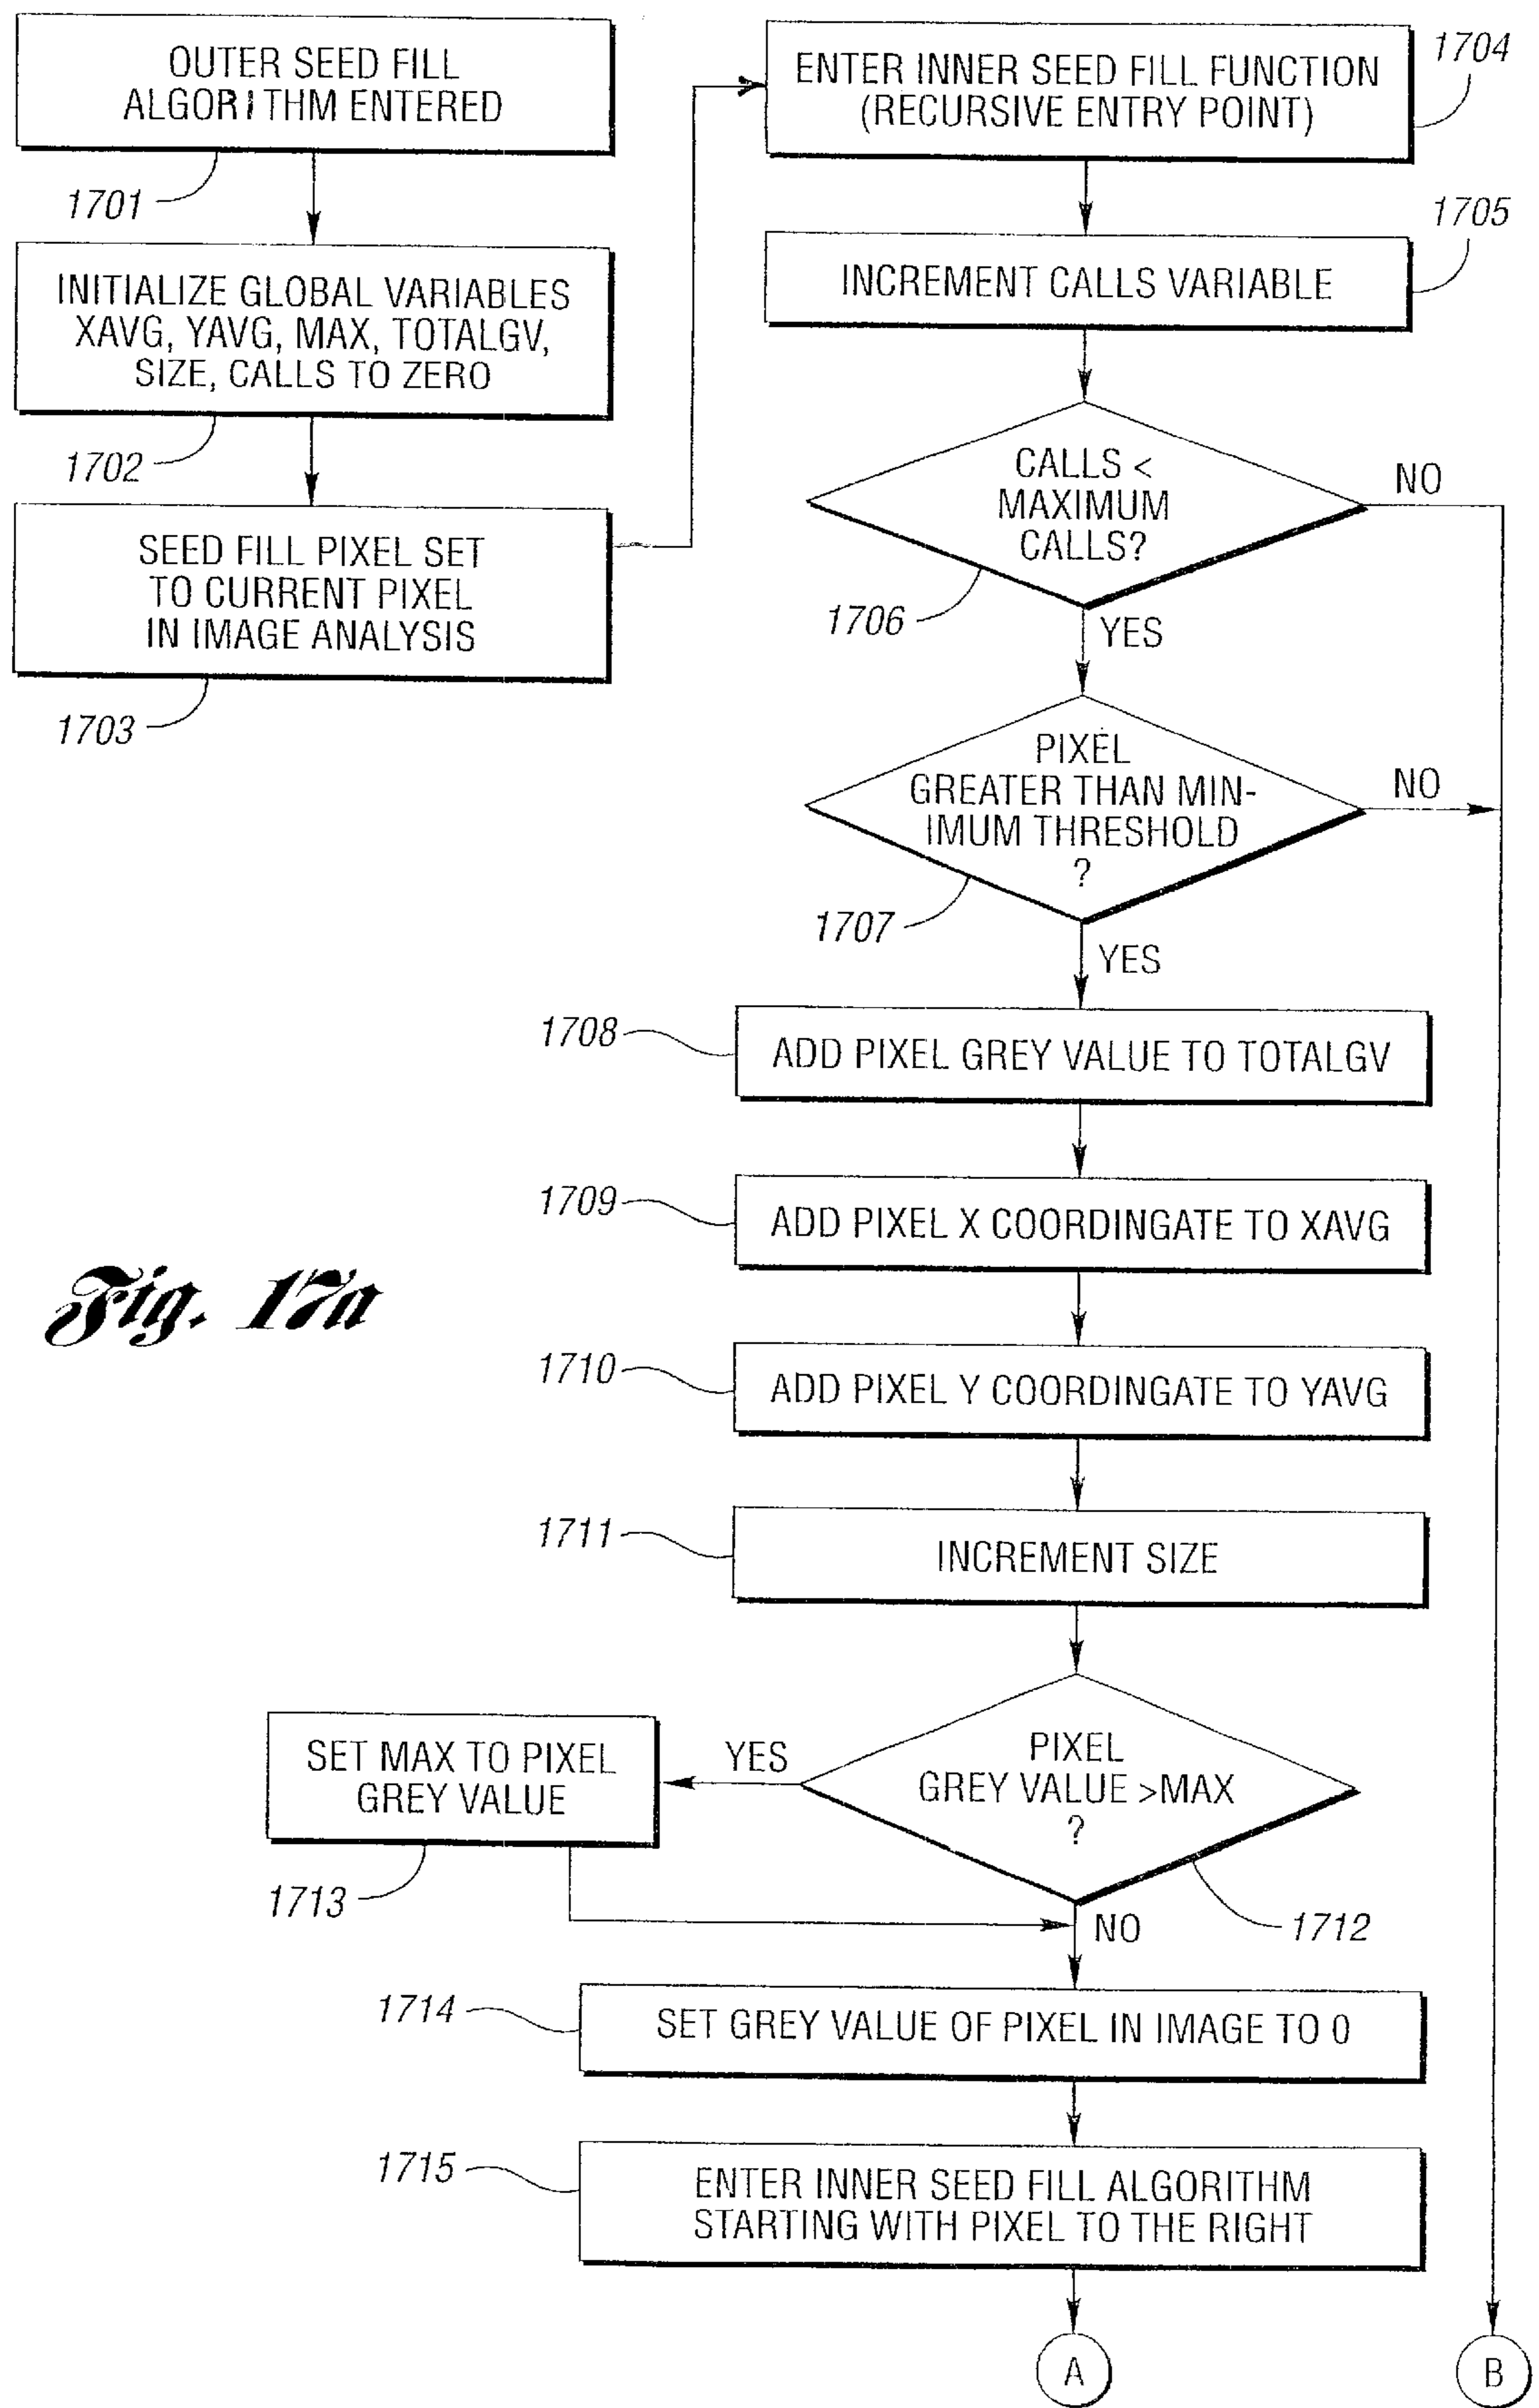 OUTER SEED FILL
ALGORITHM ENTERED
1701
INITIALIZE GLOBAL VARIABLES
XAVG, YAVG, MAX, TOTALGV,
SIZE, CALLS TO ZERO
1702
SEED FILL PIXEL SET
TO CURRENT PIXEL
IN IMAGE ANALYSIS
1703
ENTER INNER SEED FILL FUNCTION
(RECURSIVE ENTRY POINT)
1704
INCREMENT CALLS VARIABLE
1705
CALLS <
MAXIMUM
CALLS?
NO
1706
YES
PIXEL
GREATER THAN MIN-
IMUM THRESHOLD
?
NO
1707
YES
1708
ADD PIXEL GREY VALUE TO TOTALGV
1709
ADD PIXEL X COORDINGATE TO XAVG
Fig. 17a
1710
ADD PIXEL Y COORDINGATE TO YAVG
1711
INCREMENT SIZE
PIXEL
GREY VALUE >MAX
?
YES
SET MAX TO PIXEL
GREY VALUE
1713
NO
1712
1714
SET GREY VALUE OF PIXEL IN IMAGE TO 0
1715
ENTER INNER SEED FILL ALGORITHM
STARTING WITH PIXEL TO THE RIGHT
A
B